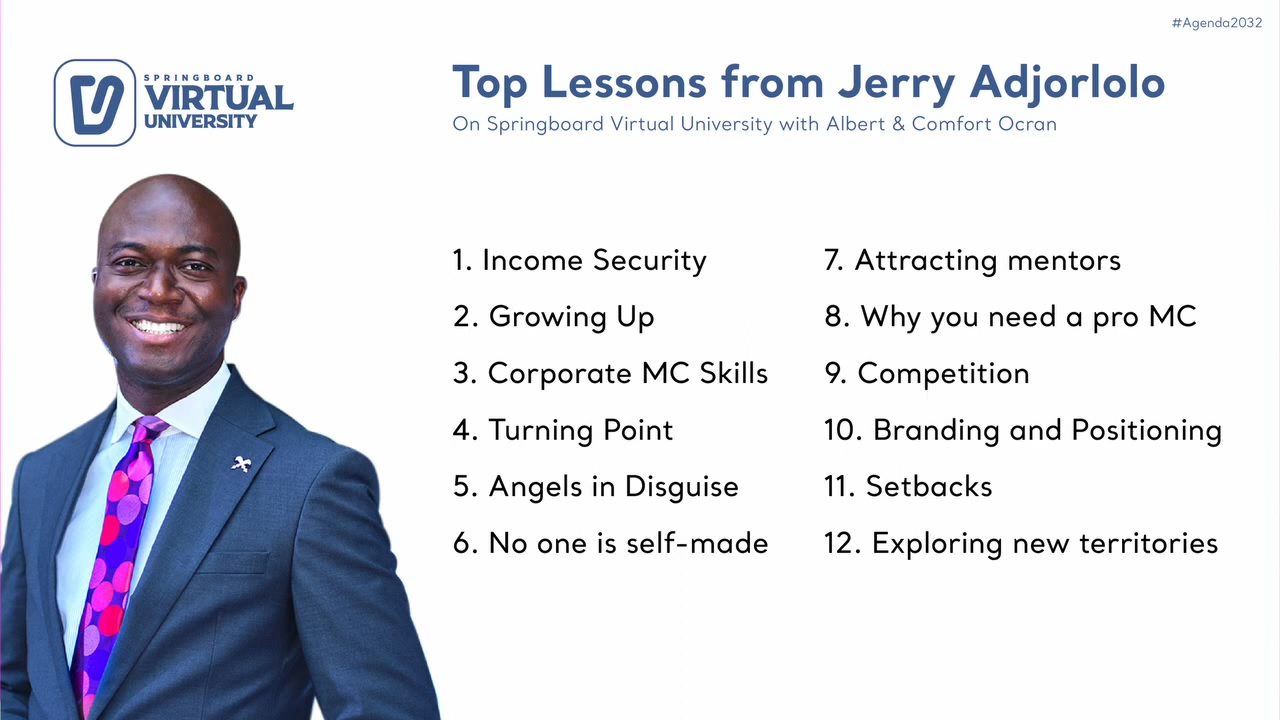 #Agenda2032
SPRINGBOARD
VIRTUAL
UNIVERSITY
Top Lessons from Jerry Adjorlolo
On Springboard Virtual University with Albert & Comfort Ocran
1. Income Security
2. Growing Up
3. Corporate MC Skills
4. Turning Point
5. Angels in Disguise
6. No one is self-made
7. Attracting mentors
8. Why you need a pro MC
9. Competition
10. Branding and Positioning
11. Setbacks
12. Exploring new territories